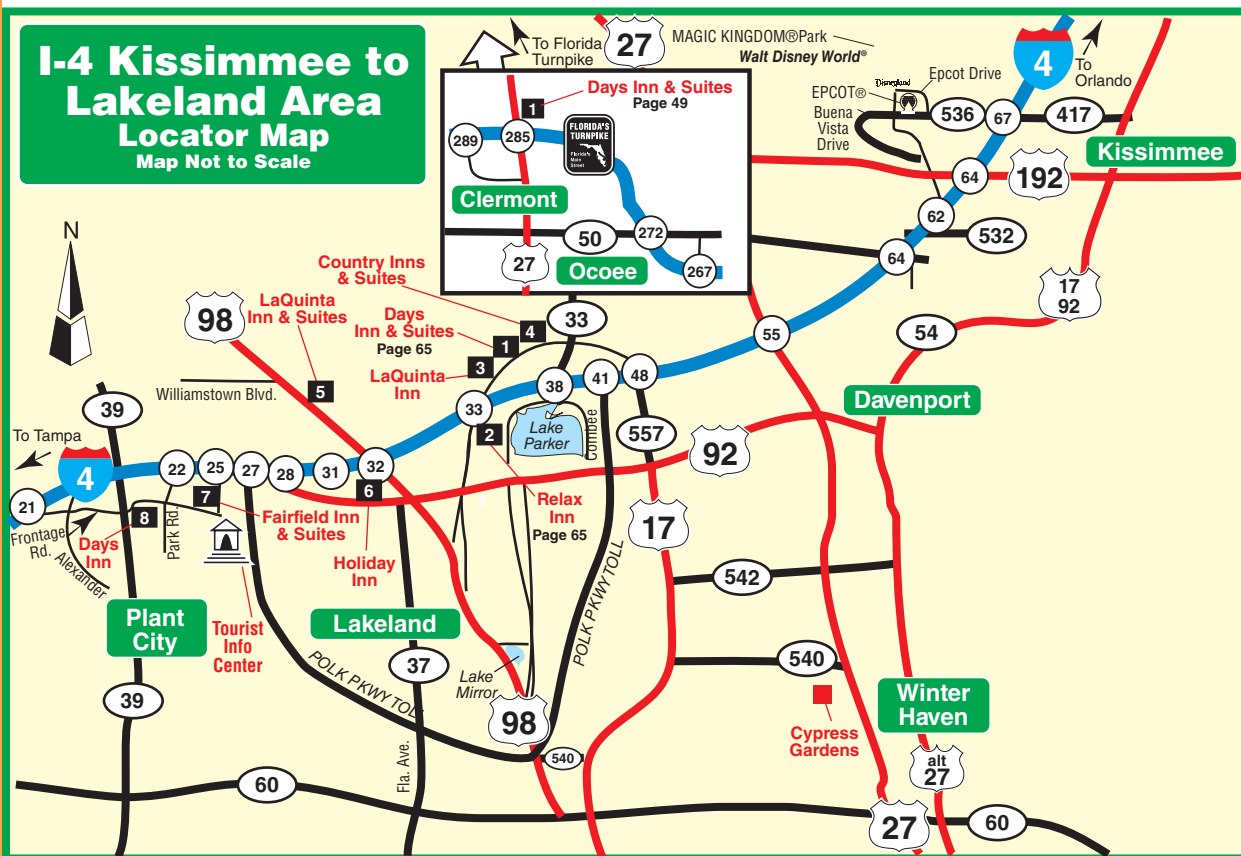 I-4 Kissimmee to
Lakeland Area
Locator Map
Map Not to Scale
To Florida
Turnpike
27
MAGIC KINGDOM®Park
Walt Disney World®
4
To
Orlando
Disneyland
Epcot Drive
EPCOT®
Buena
Vista
Drive
536
67
417
Kissimmee
64
192
62
532
64
17
92
1
Days Inn & Suites
Page 49
289
285
FLORIDA'S
TURNPIKE
Florida's
Main
Street
Clermont
50
272
27
Ocoee
267
N
Country Inns
& Suites
4
33
98
LaQuinta
Inn & Suites
Days
Inn & Suites
Page 65
1
3
LaQuinta
Inn
55
54
Williamstown Blvd.
5
38
41
48
33
39
Davenport
2
Lake
Parker
Combee
557
92
To Tampa
4
22
25
27
28
31
32
21
6
7
8
Frontage
Rd.
Days
Inn
Park Rd.
Fairfield Inn
& Suites
Holiday
Inn
Relax
Inn
Page 65
17
Alexander
542
Plant
City
Tourist
Info
Center
Lakeland
POLK PKWY TOLL
POLK PKWY TOLL
37
Lake
Mirror
540
39
98
Cypress
Gardens
Winter
Haven
Fla. Ave.
540
alt
27
60
27
60